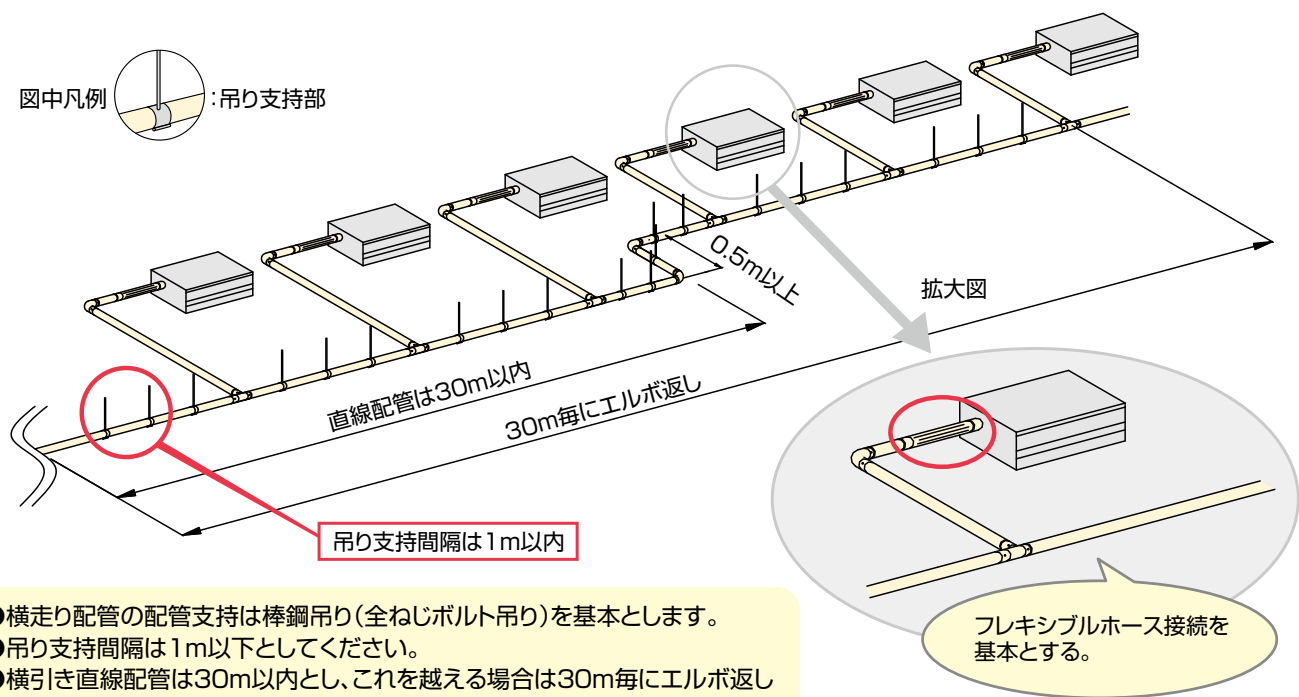 図中凡例
:吊り支持部
0.5m以上
拡大図
直線配管は30m以内
30m毎にエルボ返し
吊り支持間隔は1m以内
フレキシブルホース接続を
基本とする。
●横走り配管の配管支持は棒鋼吊り(全ねじボルト吊り)を基本とします。
●吊り支持間隔は1m以下としてください。
●横引き直線配管は30m以内とし、これを越える場合は30m毎にエルボ返し